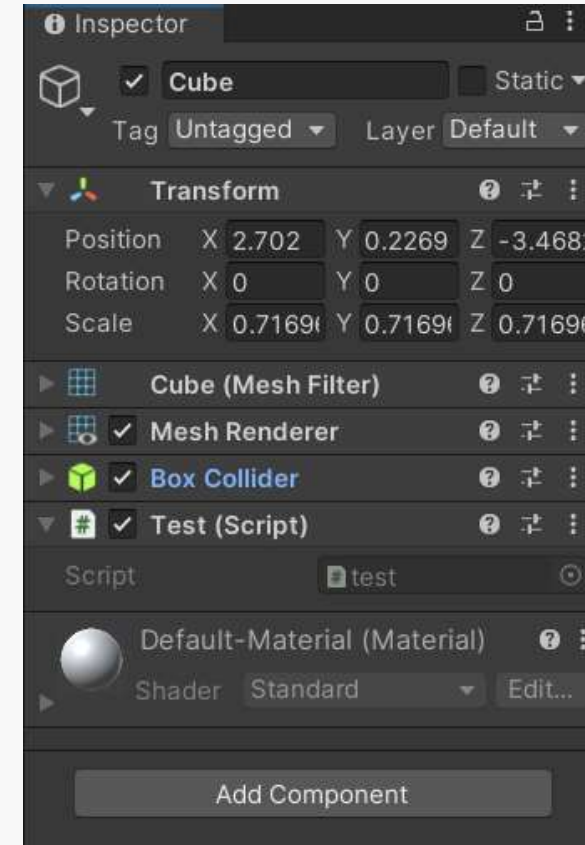 Inspector
Cube Static
Tag Untagged Layer Default
Transform
Position X 2.702 Y 0.2269 Z -3.468
Rotation X 0 Y 0 Z 0
Scale X 0.7169 Y 0.7169 Z 0.7169
Cube (Mesh Filter)
Mesh Renderer
Box Collider
# Test (Script)
Script test
Default-Material (Material)
Shader Standard Edit...
Add Component